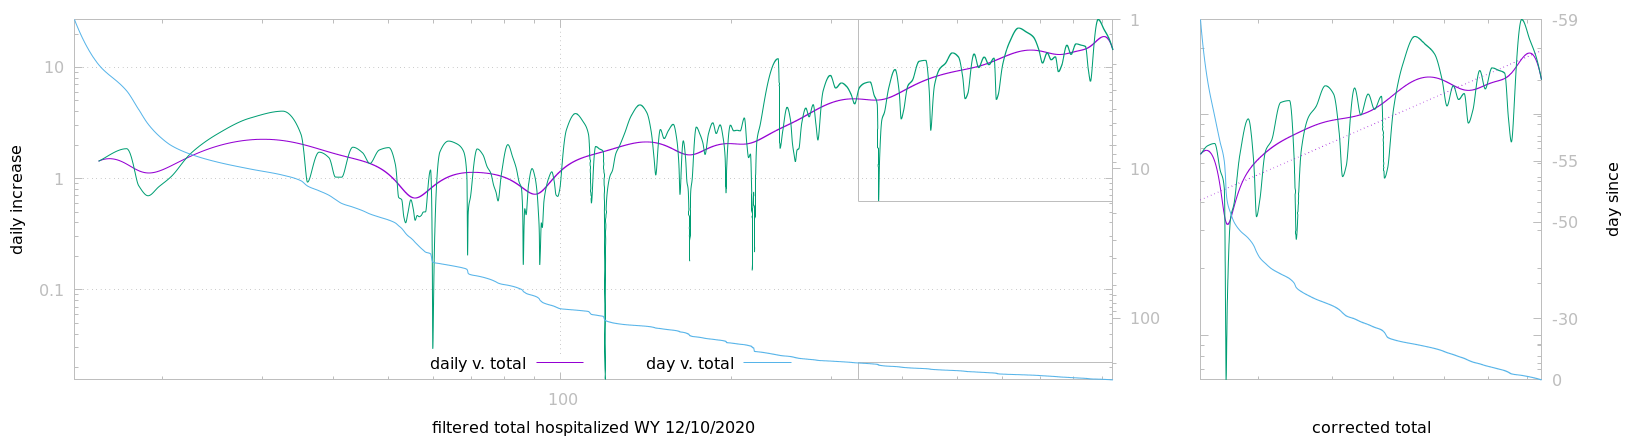 daily increase
10
1
0.1
daily v. total
day v. total
100
filtered total hospitalized WY 12/10/2020
1
10
100
corrected total
-59
-55
-50
-30
0
day since